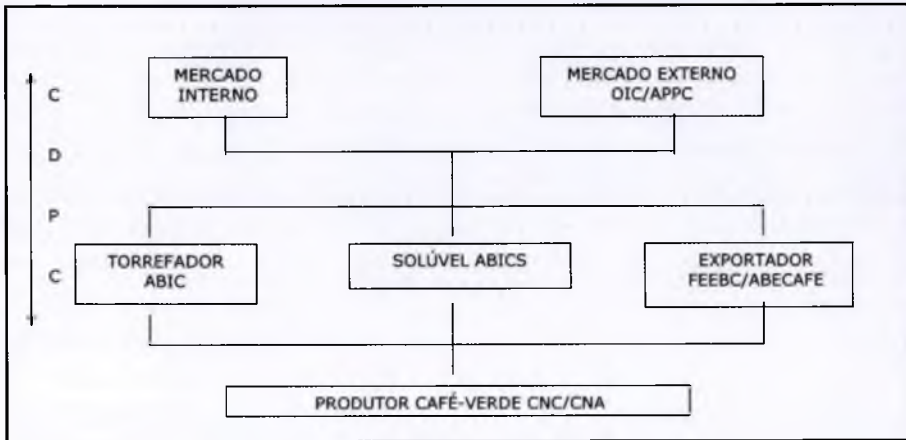 MERCADO
INTERNO
MERCADO EXTERNO
OIC/APPC
C
D
P
C
TORREFADOR
ABIC
SOLÚVEL ABICS
EXPORTADOR
FEEBC/ABECAFE
PRODUTOR CAFÉ-VERDE CNC/CNA